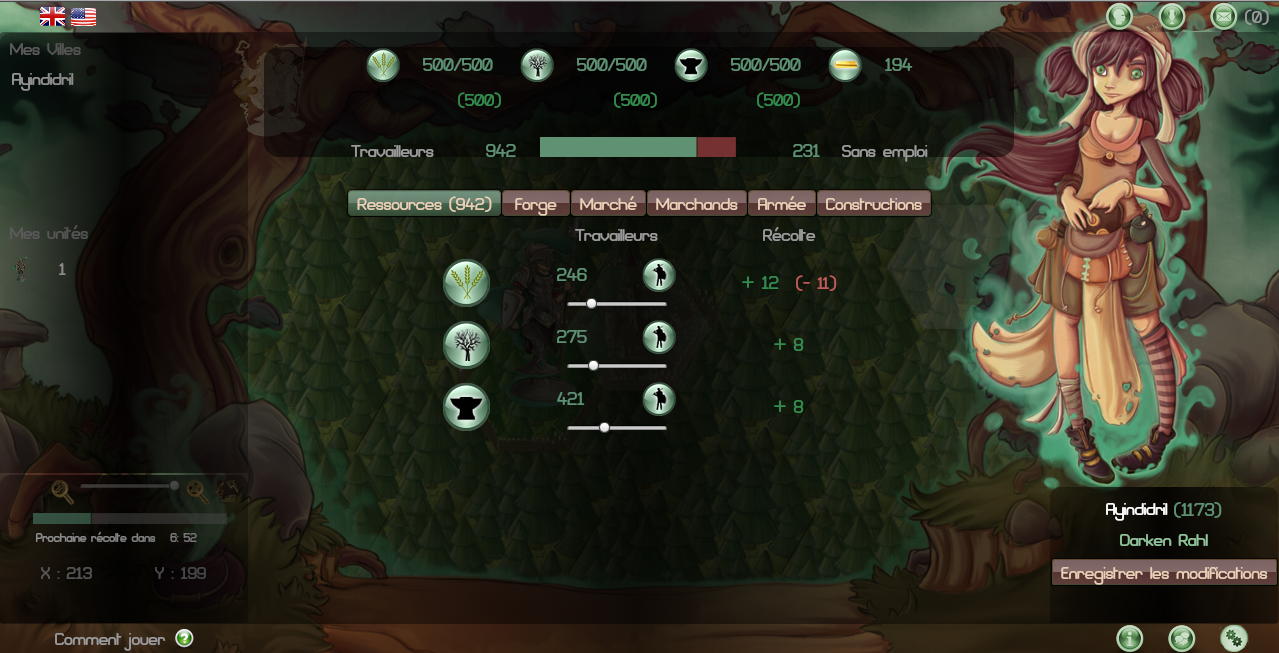 (0)
Mes Villes
Ayindidril
500/500 500/500 500/500 194
(500) (500) (500)
Travailleurs 942 231 Sans emploi
Ressources (942) Forge Marché Marchands Armée Constructions
Travailleurs Récolte
Mes unités
1
246 + 12 (- 11)
275 + 8
421 + 8
Prochaine récolte dans 6: 52
X : 213 Y : 199
Ayindidril (1173)
Darken Rahl
Enregistrer les modifications
Comment jouer ?